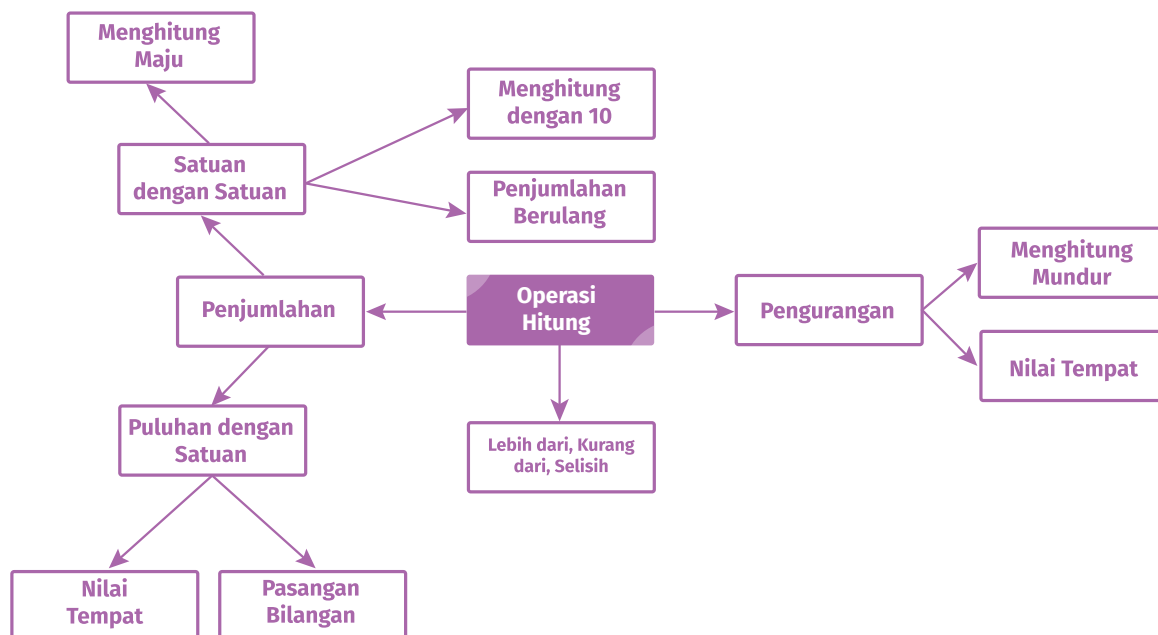 Menghitung
Maju
Menghitung
dengan 10
Satuan
dengan Satuan
Penjumlahan
Berulang
Menghitung
Mundur
Penjumlahan
Operasi
Hitung
Pengurangan
Nilai Tempat
Puluhan dengan
Satuan
Lebih dari, Kurang
dari, Selisih
Nilai
Tempat
Pasangan
Bilangan